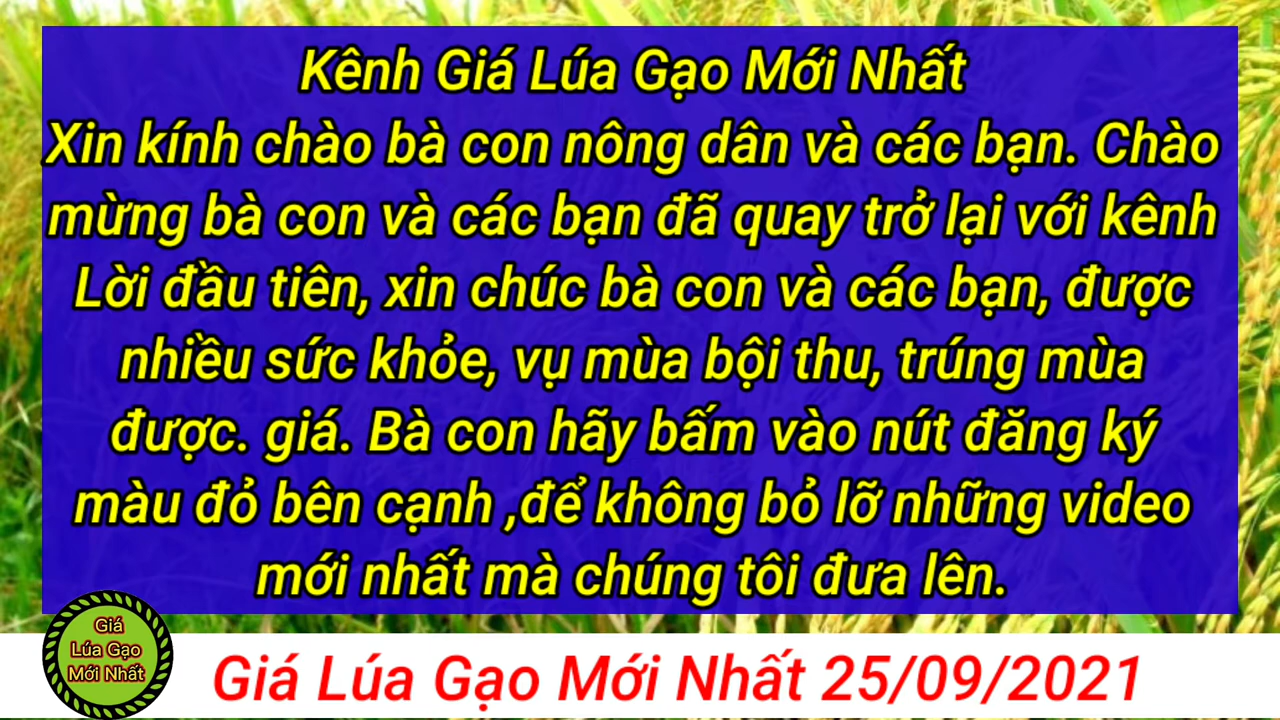 Kênh Giá Lúa Gạo Mới Nhất
Xin kính chào bà con nông dân và các bạn. Chào
mừng bà con và các bạn đã quay trở lại với kênh
Lời đầu tiên, xin chúc bà con và các bạn, được
nhiều sức khỏe, vụ mùa bội thu, trúng mùa
được. giá. Bà con hãy bấm vào nút đăng ký
màu đỏ bên cạnh ,để không bỏ lỡ những video
mới nhất mà chúng tôi đưa lên.
Giá
Lúa Gạo
Mới Nhất
Giá Lúa Gạo Mới Nhất 25/09/2021